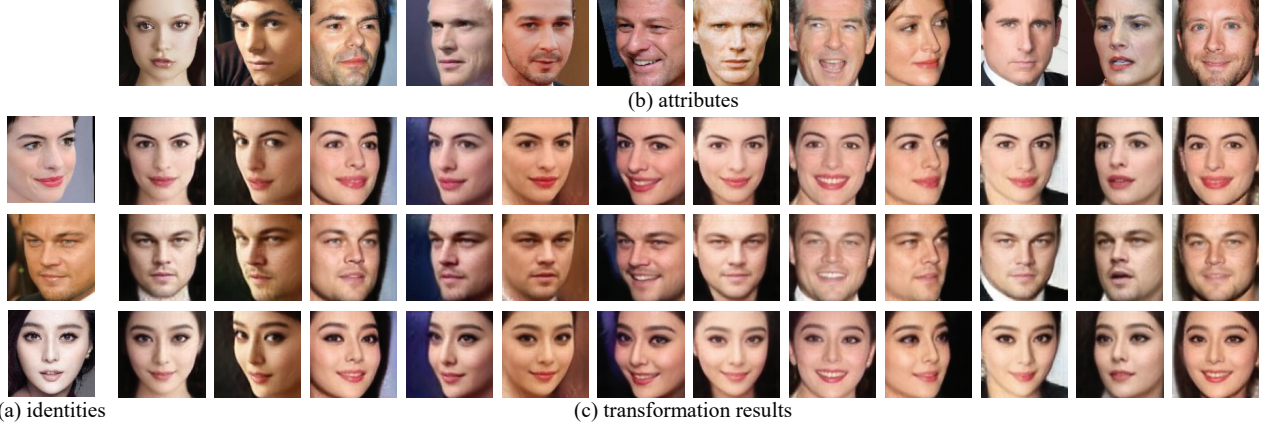 (b) attributes
(a) identities
(c) transformation results